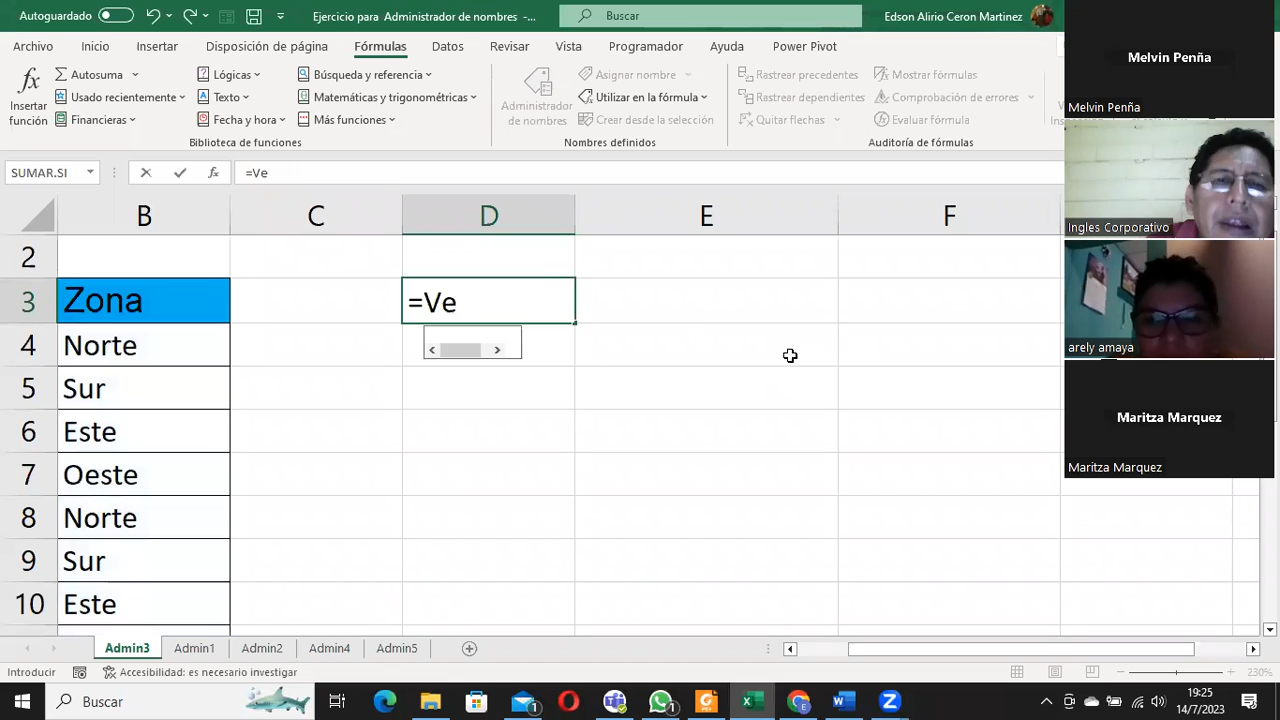 Autoguardado
Ejercicio para Administrador de nombres -...
Buscar
Edson Alirio Ceron Martinez
Archivo Inicio Insertar Disposición de página Fórmulas Datos Revisar Vista Programador Ayuda Power Pivot
Insertar función
Autosuma
Usado recientemente
Financieras
Lógicas
Texto
Fecha y hora
Búsqueda y referencia
Matemáticas y trigonométricas
Más funciones
Biblioteca de funciones
Administrador de nombres
Asignar nombre
Utilizar en la fórmula
Crear desde la selección
Nombres definidos
Rastrear precedentes
Rastrear dependientes
Quitar flechas
Mostrar fórmulas
Comprobación de errores
Evaluar fórmula
Auditoría de fórmulas
SUMAR.SI
fx
=Ve
B C D E F
2
3 Zona =Ve
4 Norte
5 Sur
6 Este
7 Oeste
8 Norte
9 Sur
10 Este
Admin3 Admin1 Admin2 Admin4 Admin5
Introducir
Accesibilidad: es necesario investigar
230%
Buscar
19:25
14/7/2023
Melvin Penña
Melvin Penña
Ingles Corporativo
arely amaya
Maritza Marquez
Maritza Marquez